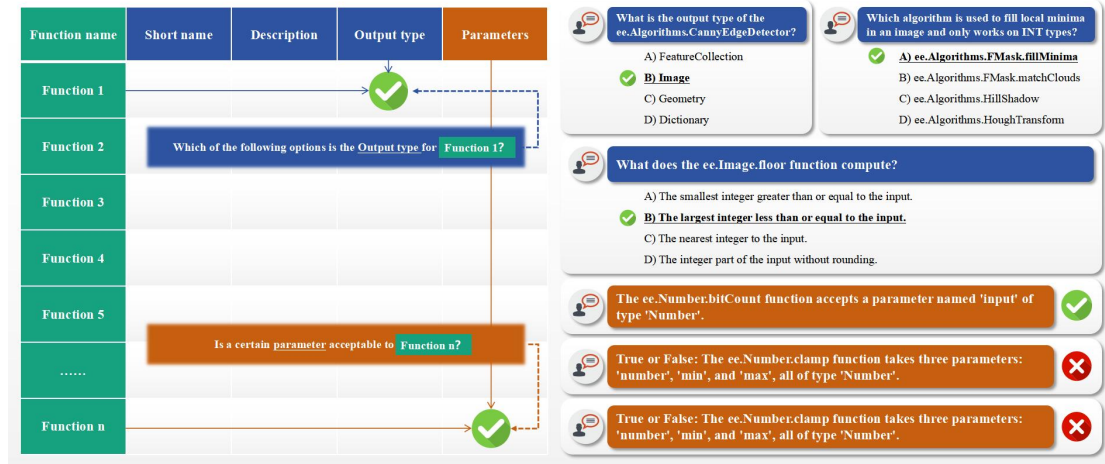 Function name
Short name
Description
Output type
Parameters
Function 1
Function 2
Which of the following options is the Output type for Function 1?
Function 3
Function 4
Function 5
Is a certain parameter acceptable to Function n?
……
Function n
What is the output type of the
ee.Algorithms.CannyEdgeDetector?
A) FeatureCollection
B) Image
C) Geometry
D) Dictionary
Which algorithm is used to fill local minima
in an image and only works on INT types?
A) ee.Algorithms.FMask.fillMinima
B) ee.Algorithms.FMask.matchClouds
C) ee.Algorithms.HillShadow
D) ee.Algorithms.HoughTransform
What does the ee.Image.floor function compute?
A) The smallest integer greater than or equal to the input.
B) The largest integer less than or equal to the input.
C) The nearest integer to the input.
D) The integer part of the input without rounding.
The ee.Number.bitCount function accepts a parameter named 'input' of
type 'Number'.
True or False: The ee.Number.clamp function takes three parameters:
'number', 'min', and 'max', all of type 'Number'.
True or False: The ee.Number.clamp function takes three parameters:
'number', 'min', and 'max', all of type 'Number'.